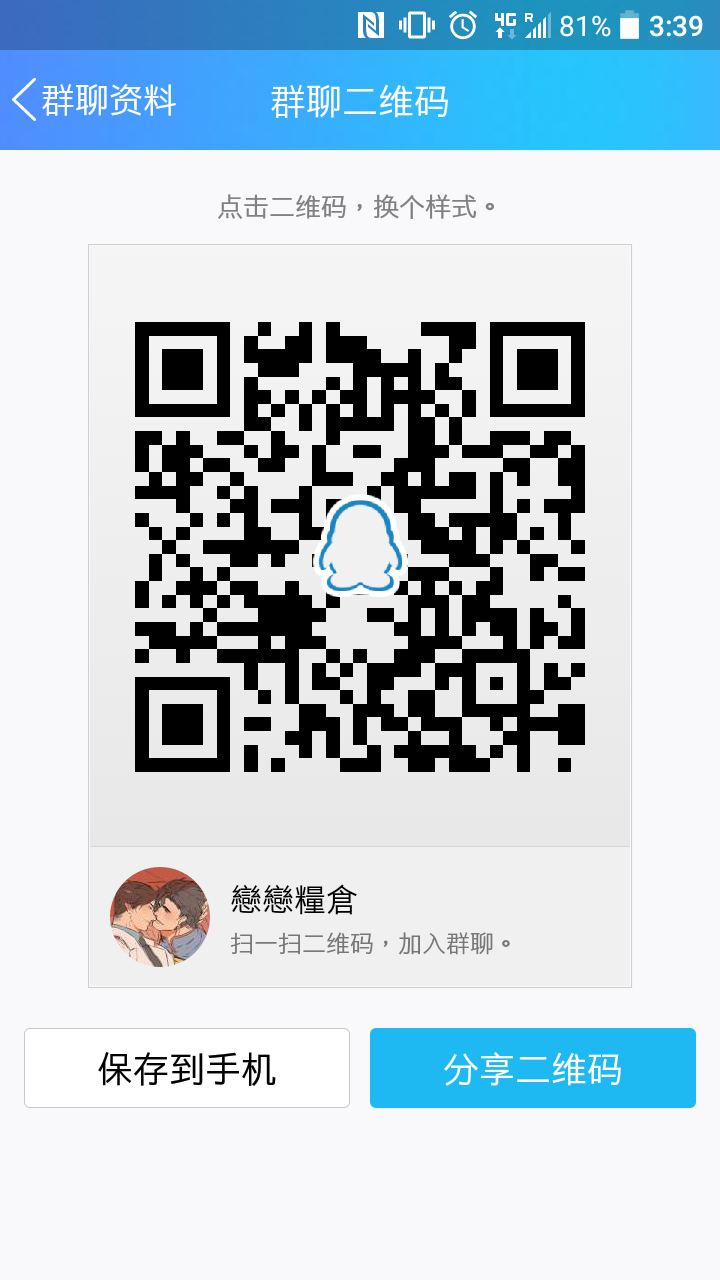 4G R 81% 3:39
群聊资料 群聊二维码
点击二维码，换个样式。
戀戀糧倉
扫一扫二维码，加入群聊。
保存到手机 分享二维码